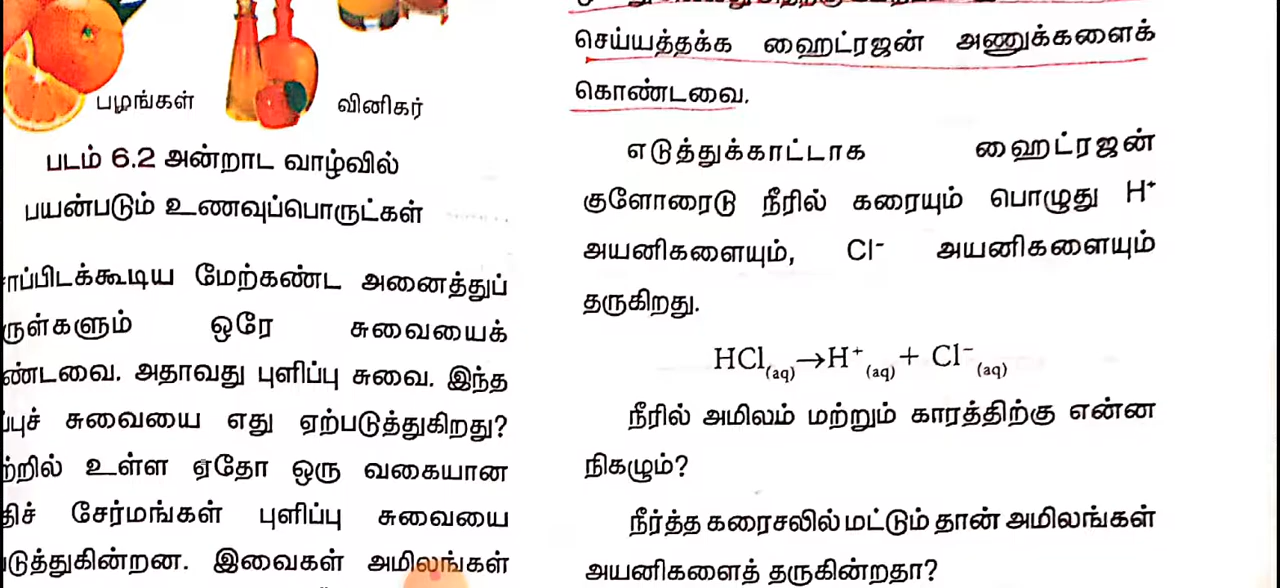 பழங்கள்
வினிகர்
படம் 6.2 அன்றாட வாழ்வில்
பயன்படும் உணவுப்பொருட்கள்
மேற்கண்ட அனைத்துப்
ஒரே சுவையைக்
அதாவது புளிப்பு சுவை. இந்த
சுவையை எது ஏற்படுத்துகிறது?
உள்ள ஏதோ ஒரு வகையான
சேர்மங்கள் புளிப்பு சுவையை
இவைகள் அமிலங்கள்
செய்யத்தக்க ஹைட்ரஜன் அணுக்களைக்
கொண்டவை.
எடுத்துக்காட்டாக ஹைட்ரஜன்
குளோரைடு நீரில் கரையும் பொழுது H⁺
அயனிகளையும், Cl⁻ அயனிகளையும்
தருகிறது.
HCl(aq)→H⁺(aq) + Cl⁻(aq)
நீரில் அமிலம் மற்றும் காரத்திற்கு என்ன
நிகழும்?
நீர்த்த கரைசலில் மட்டும் தான் அமிலங்கள்
அயனிகளைத் தருகின்றதா?